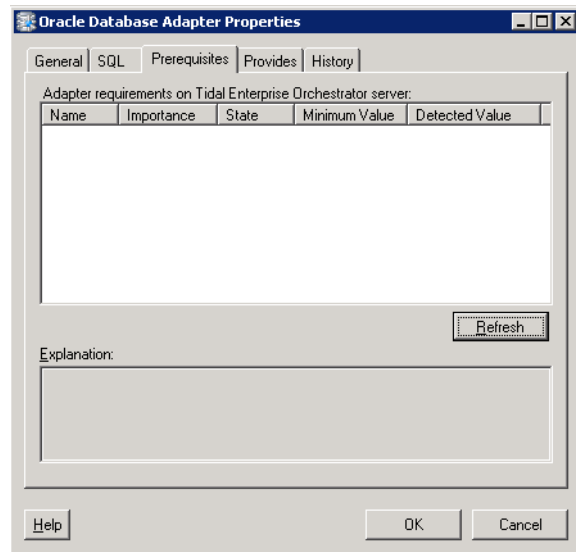 Oracle Database Adapter Properties
General SQL Prerequisites Provides History
Adapter requirements on Tidal Enterprise Orchestrator server:
Name Importance State Minimum Value Detected Value
Refresh
Explanation:
Help OK Cancel